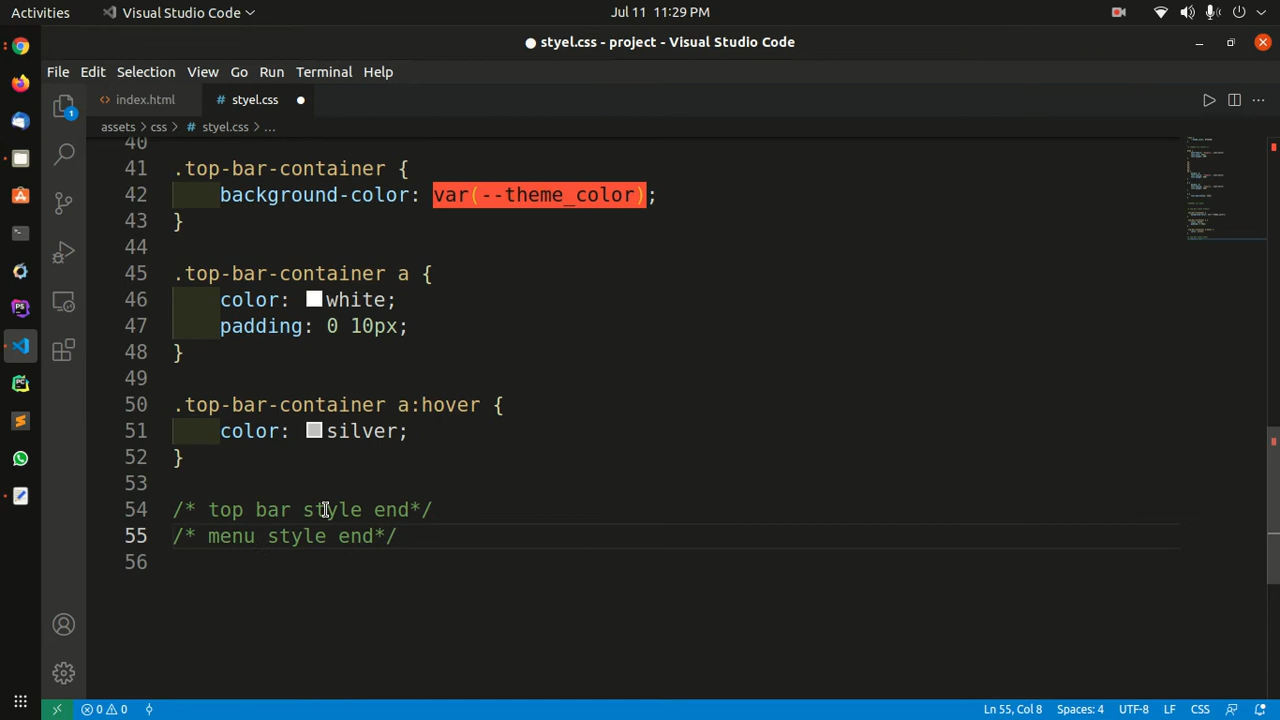 Activities
Visual Studio Code
Jul 11 11:29 PM
styel.css - project - Visual Studio Code
File Edit Selection View Go Run Terminal Help
index.html
# styel.css
assets > css > # styel.css > ...
40
41 .top-bar-container {
42 background-color: var(--theme_color);
43 }
44
45 .top-bar-container a {
46 color: white;
47 padding: 0 10px;
48 }
49
50 .top-bar-container a:hover {
51 color: silver;
52 }
53
54 /* top bar style end*/
55 /* menu style end*/
56
0 0 Ln 55, Col 8 Spaces: 4 UTF-8 LF CSS